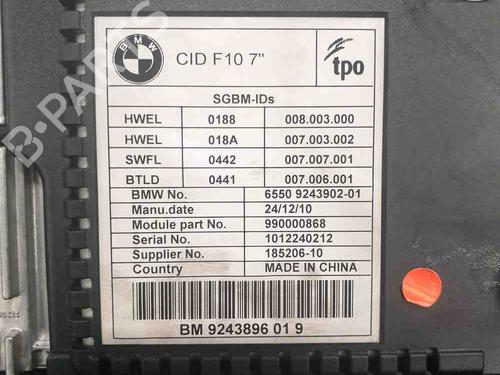 BMW
CID F10 7"
tpo
SGBM-IDs
HWEL 0188 008.003.000
HWEL 018A 007.003.002
SWFL 0442 007.007.001
BTLD 0441 007.006.001
BMW No. 6550 9243902-01
Manu.date 24/12/10
Module part No. 990000868
Serial No. 1012240212
Supplier No. 185206-10
Country MADE IN CHINA
BM 9243896 01 9
B-PARTS